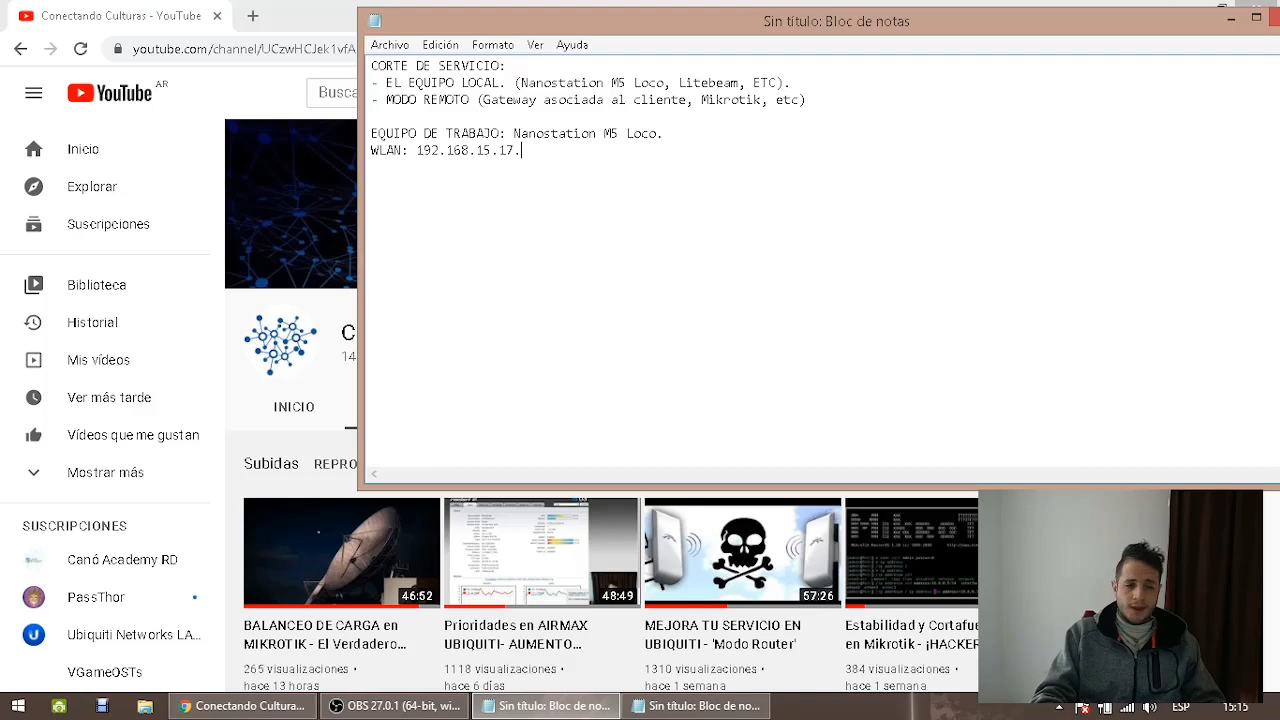 Conectando Culturas - YouTube
youtube.com/channel/UCzwHCJek1vfA
Sin título: Bloc de notas
Archivo Edición Formato Ver Ayuda
CORTE DE SERVICIO:
- EL EQUIPO LOCAL. (Nanostation M5 Loco, Litebeam, ETC).
- MODO REMOTO (Gateway asociada al cliente, Mikrotik, etc)
EQUIPO DE TRABAJO: Nanostation M5 Loco.
WLAN: 192.168.15.17.
YouTube AR
Busca
Inicio
Explorar
Suscripciones
Biblioteca
Historial
Mis vídeos
Ver más tarde
Vídeos que me gustan
Mostrar más
SUSCRIPCIONES
Conectando Cultur...
Passhor
Ubiquiti Networks LA...
VGameOSTs
C
14
INICIO
Subidas REPRO
46:52
BALANCEO DE CARGA en
MIKROTIK - El Verdadero...
265 visualizaciones •
hace 13 horas
46:49
Prioridades en AIRMAX
UBIQUITI- AUMENTO...
1118 visualizaciones •
hace 6 días
57:26
MEJORA TU SERVICIO EN
UBIQUITI - 'Modo Router'
1310 visualizaciones •
hace 1 semana
Estabilidad y Cortafue
en Mikrotik - ¡HACKER
384 visualizaciones •
hace 1 semana
Conectando Cultura...
OBS 27.0.1 (64-bit, wi...
Sin título: Bloc de no...
Sin título: Bloc de no...
ESP
15:15